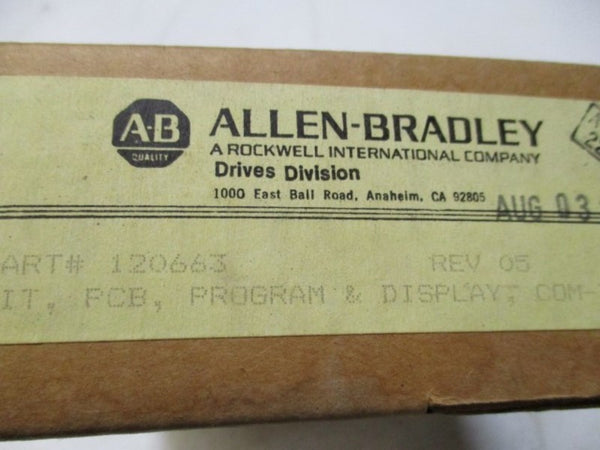 A-B
QUALITY
ALLEN-BRADLEY
A ROCKWELL INTERNATIONAL COMPANY
Drives Division
1000 East Ball Road, Anaheim, CA 92805
AUG 03
ART# 120663 REV 05
IT, PCB, PROGRAM & DISPLAY, COM-